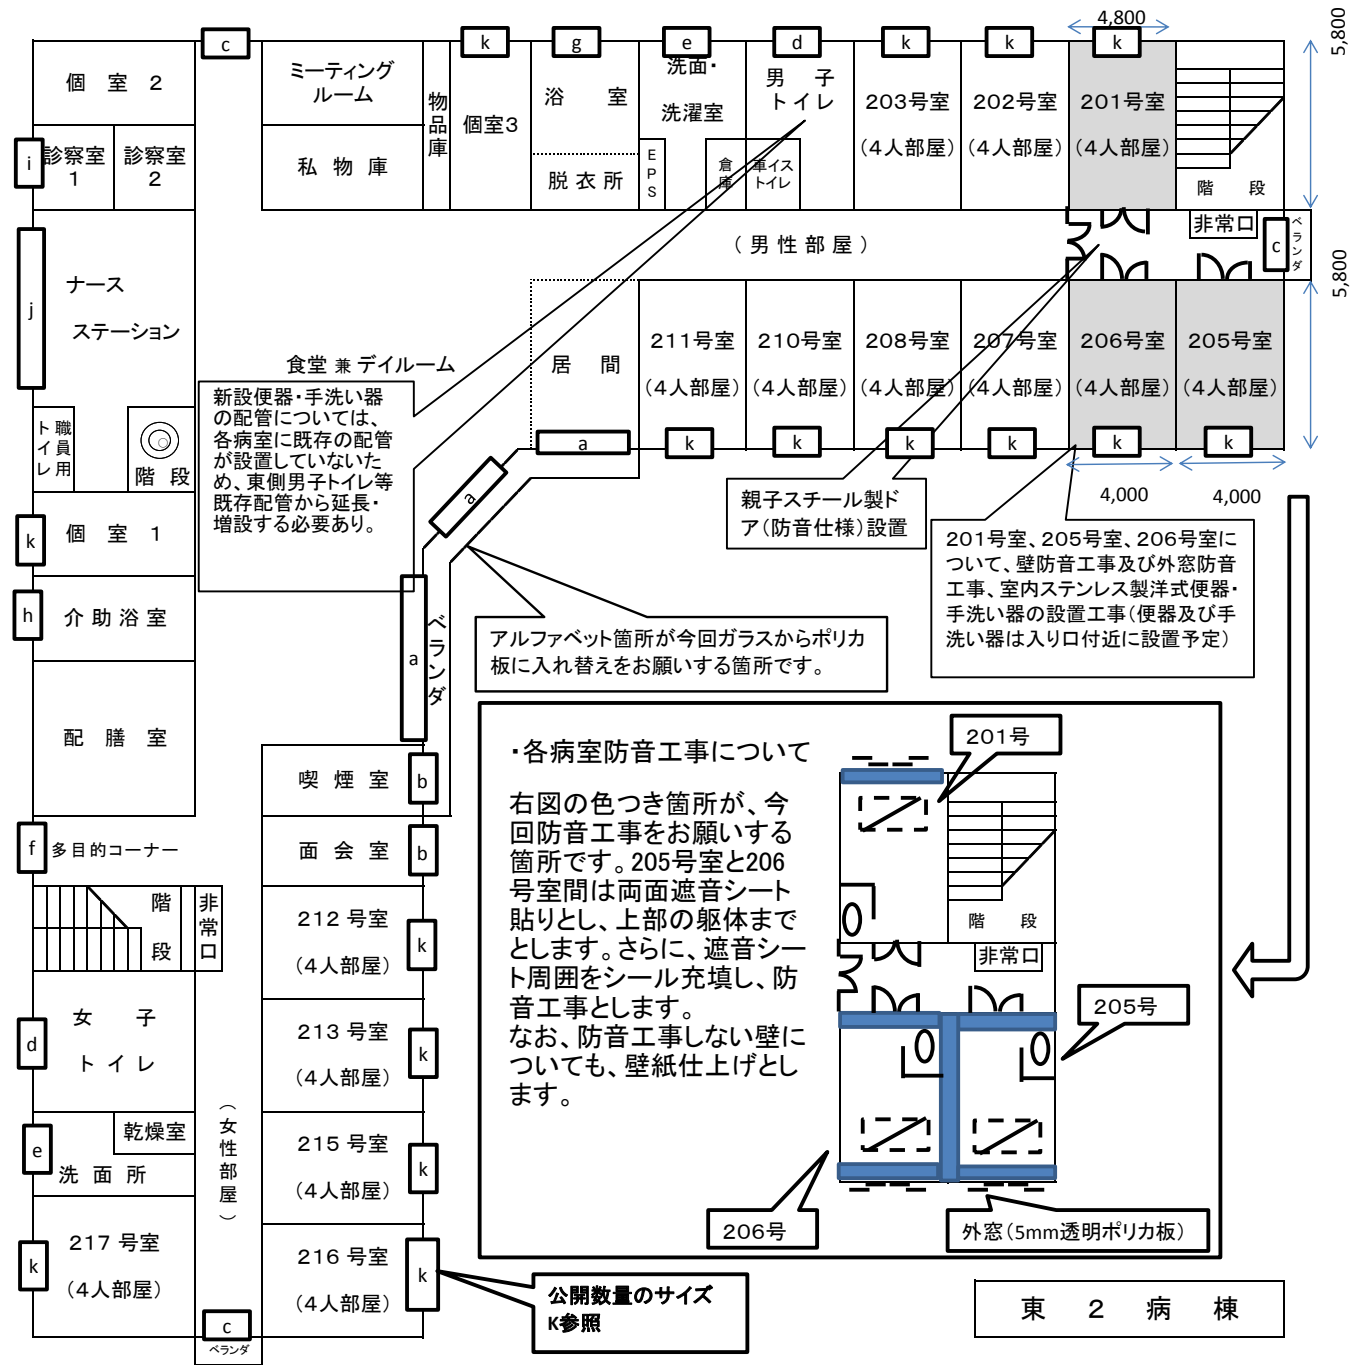 4,800
5,800
c
k
g
e
d
k
k
k
個 室 2
ミーティング
ルーム
物品庫
個室3
浴 室
洗面・
洗濯室
男 子
トイレ
203号室
(4人部屋)
202号室
(4人部屋)
201号室
(4人部屋)
階 段
i
診察室
1
診察室
2
私 物 庫
脱 衣 所
EPS
倉庫
車イス
トイレ
(男性部屋)
非常口
c
ベランダ
5,800
j
ナース
ステーション
食堂 兼 デイルーム
居 間
211号室
(4人部屋)
210号室
(4人部屋)
208号室
(4人部屋)
207号室
(4人部屋)
206号室
(4人部屋)
205号室
(4人部屋)
a
k
k
k
k
k
k
4,000
4,000
新設便器・手洗い器
の配管については、
各病室に既存の配管
が設置していないた
め、東側男子トイレ等
既存配管から延長・
増設する必要あり。
職員用
トイレ
階 段
a
親子スチール製ド
ア(防音仕様)設置
201号室、205号室、206号室に
ついて、壁防音工事及び外窓防音
工事、室内ステンレス製洋式便器・
手洗い器の設置工事(便器及び手
洗い器は入り口付近に設置予定)
k
個 室 1
h
介 助 浴 室
a
ベランダ
アルファベット箇所が今回ガラスからポリカ
板に入れ替えをお願いする箇所です。
配 膳 室
喫 煙 室
b
f
多目的コーナー
面 会 室
b
階
段
非常口
212 号室
(4人部屋)
k
d
女 子
トイレ
213 号室
(4人部屋)
k
e
乾燥室
洗 面 所
(女性部屋)
215 号室
(4人部屋)
k
k
217 号室
(4人部屋)
216 号室
(4人部屋)
k
c
ベランダ
公開数量のサイズ
K参照
・各病室防音工事について
右図の色つき箇所が、今
回防音工事をお願いする
箇所です。205号室と206
号室間は両面遮音シート
貼りとし、上部の躯体まで
とします。さらに、遮音シー
ト周囲をシール充填し、防
音工事とします。
なお、防音工事しない壁に
ついても、壁紙仕上げとし
ます。
201号
階 段
非常口
205号
206号
外窓(5mm透明ポリカ板)
東 2 病 棟